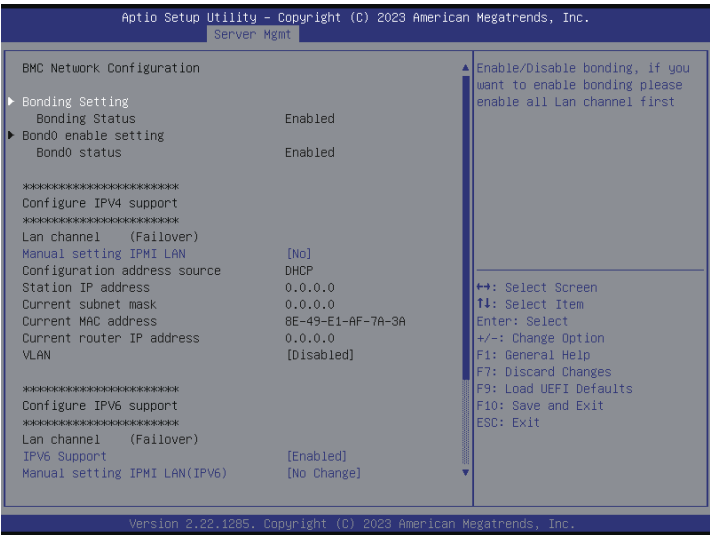 Aptio Setup Utility – Copyright (C) 2023 American Megatrends, Inc.
Server Mgmt
BMC Network Configuration
Bonding Setting
Bonding Status Enabled
Bond0 enable setting
Bond0 status Enabled
**********************
Configure IPV4 support
**********************
Lan channel (Failover)
Manual setting IPMI LAN [No]
Configuration address source DHCP
Station IP address 0.0.0.0
Current subnet mask 0.0.0.0
Current MAC address 8E-49-E1-AF-7A-3A
Current router IP address 0.0.0.0
VLAN [Disabled]
**********************
Configure IPV6 support
**********************
Lan channel (Failover)
IPV6 Support [Enabled]
Manual setting IPMI LAN(IPV6) [No Change]
Enable/Disable bonding, if you
want to enable bonding please
enable all Lan channel first
↔: Select Screen
↑↓: Select Item
Enter: Select
+/-: Change Option
F1: General Help
F7: Discard Changes
F9: Load UEFI Defaults
F10: Save and Exit
ESC: Exit
Version 2.22.1285. Copyright (C) 2023 American Megatrends, Inc.